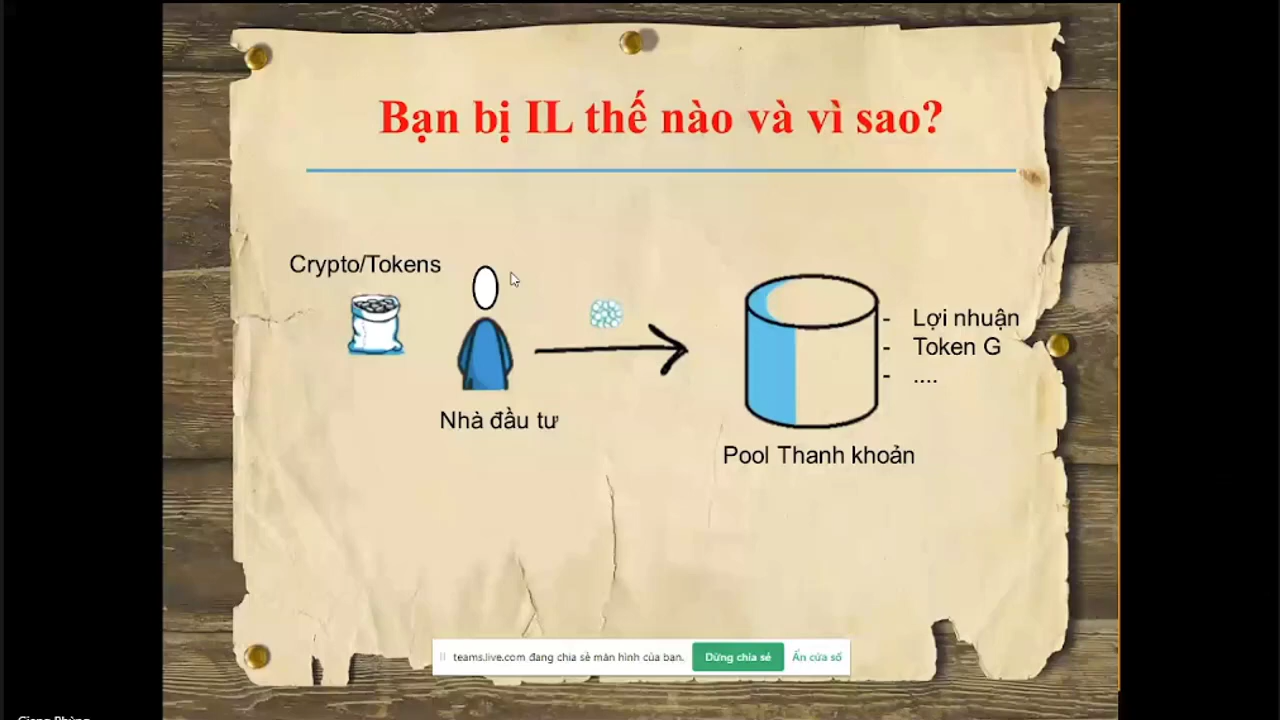 Bạn bị IL thế nào và vì sao?
Crypto/Tokens
- Lợi nhuận
- Token G
- ....
Nhà đầu tư
Pool Thanh khoản
teams.live.com đang chia sẻ màn hình của bạn.
Dừng chia sẻ
Ẩn cửa sổ